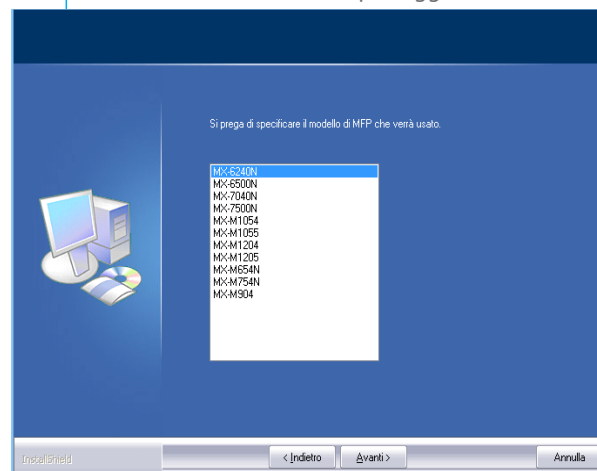 Si prega di specificare il modello di MFP che verrà usato.
MX-6240N
MX-6500N
MX-7040N
MX-7500N
MX-M1054
MX-M1055
MX-M1204
MX-M1205
MX-M654N
MX-M754N
MX-M904
InstallShield
< Indietro
Avanti >
Annulla